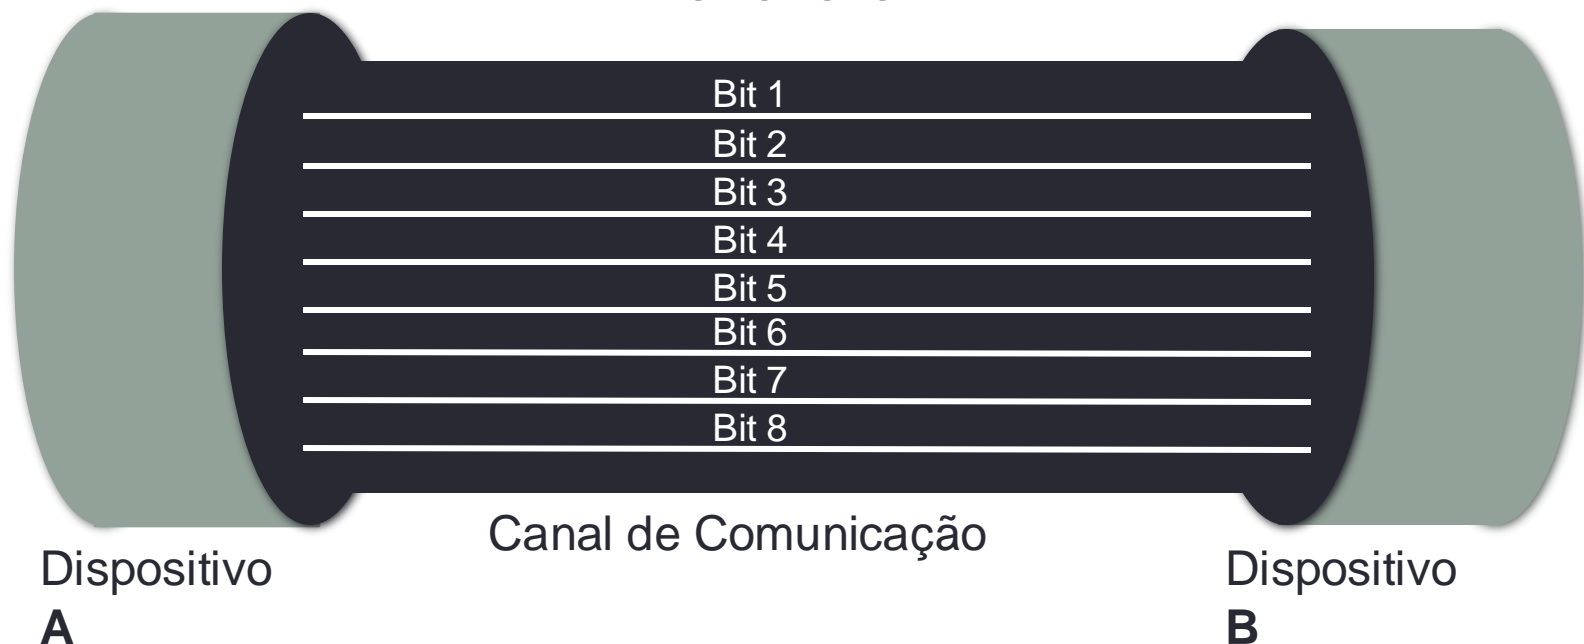 Bit 1
Bit 2
Bit 3
Bit 4
Bit 5
Bit 6
Bit 7
Bit 8
Canal de Comunicação
Dispositivo
A
Dispositivo
B